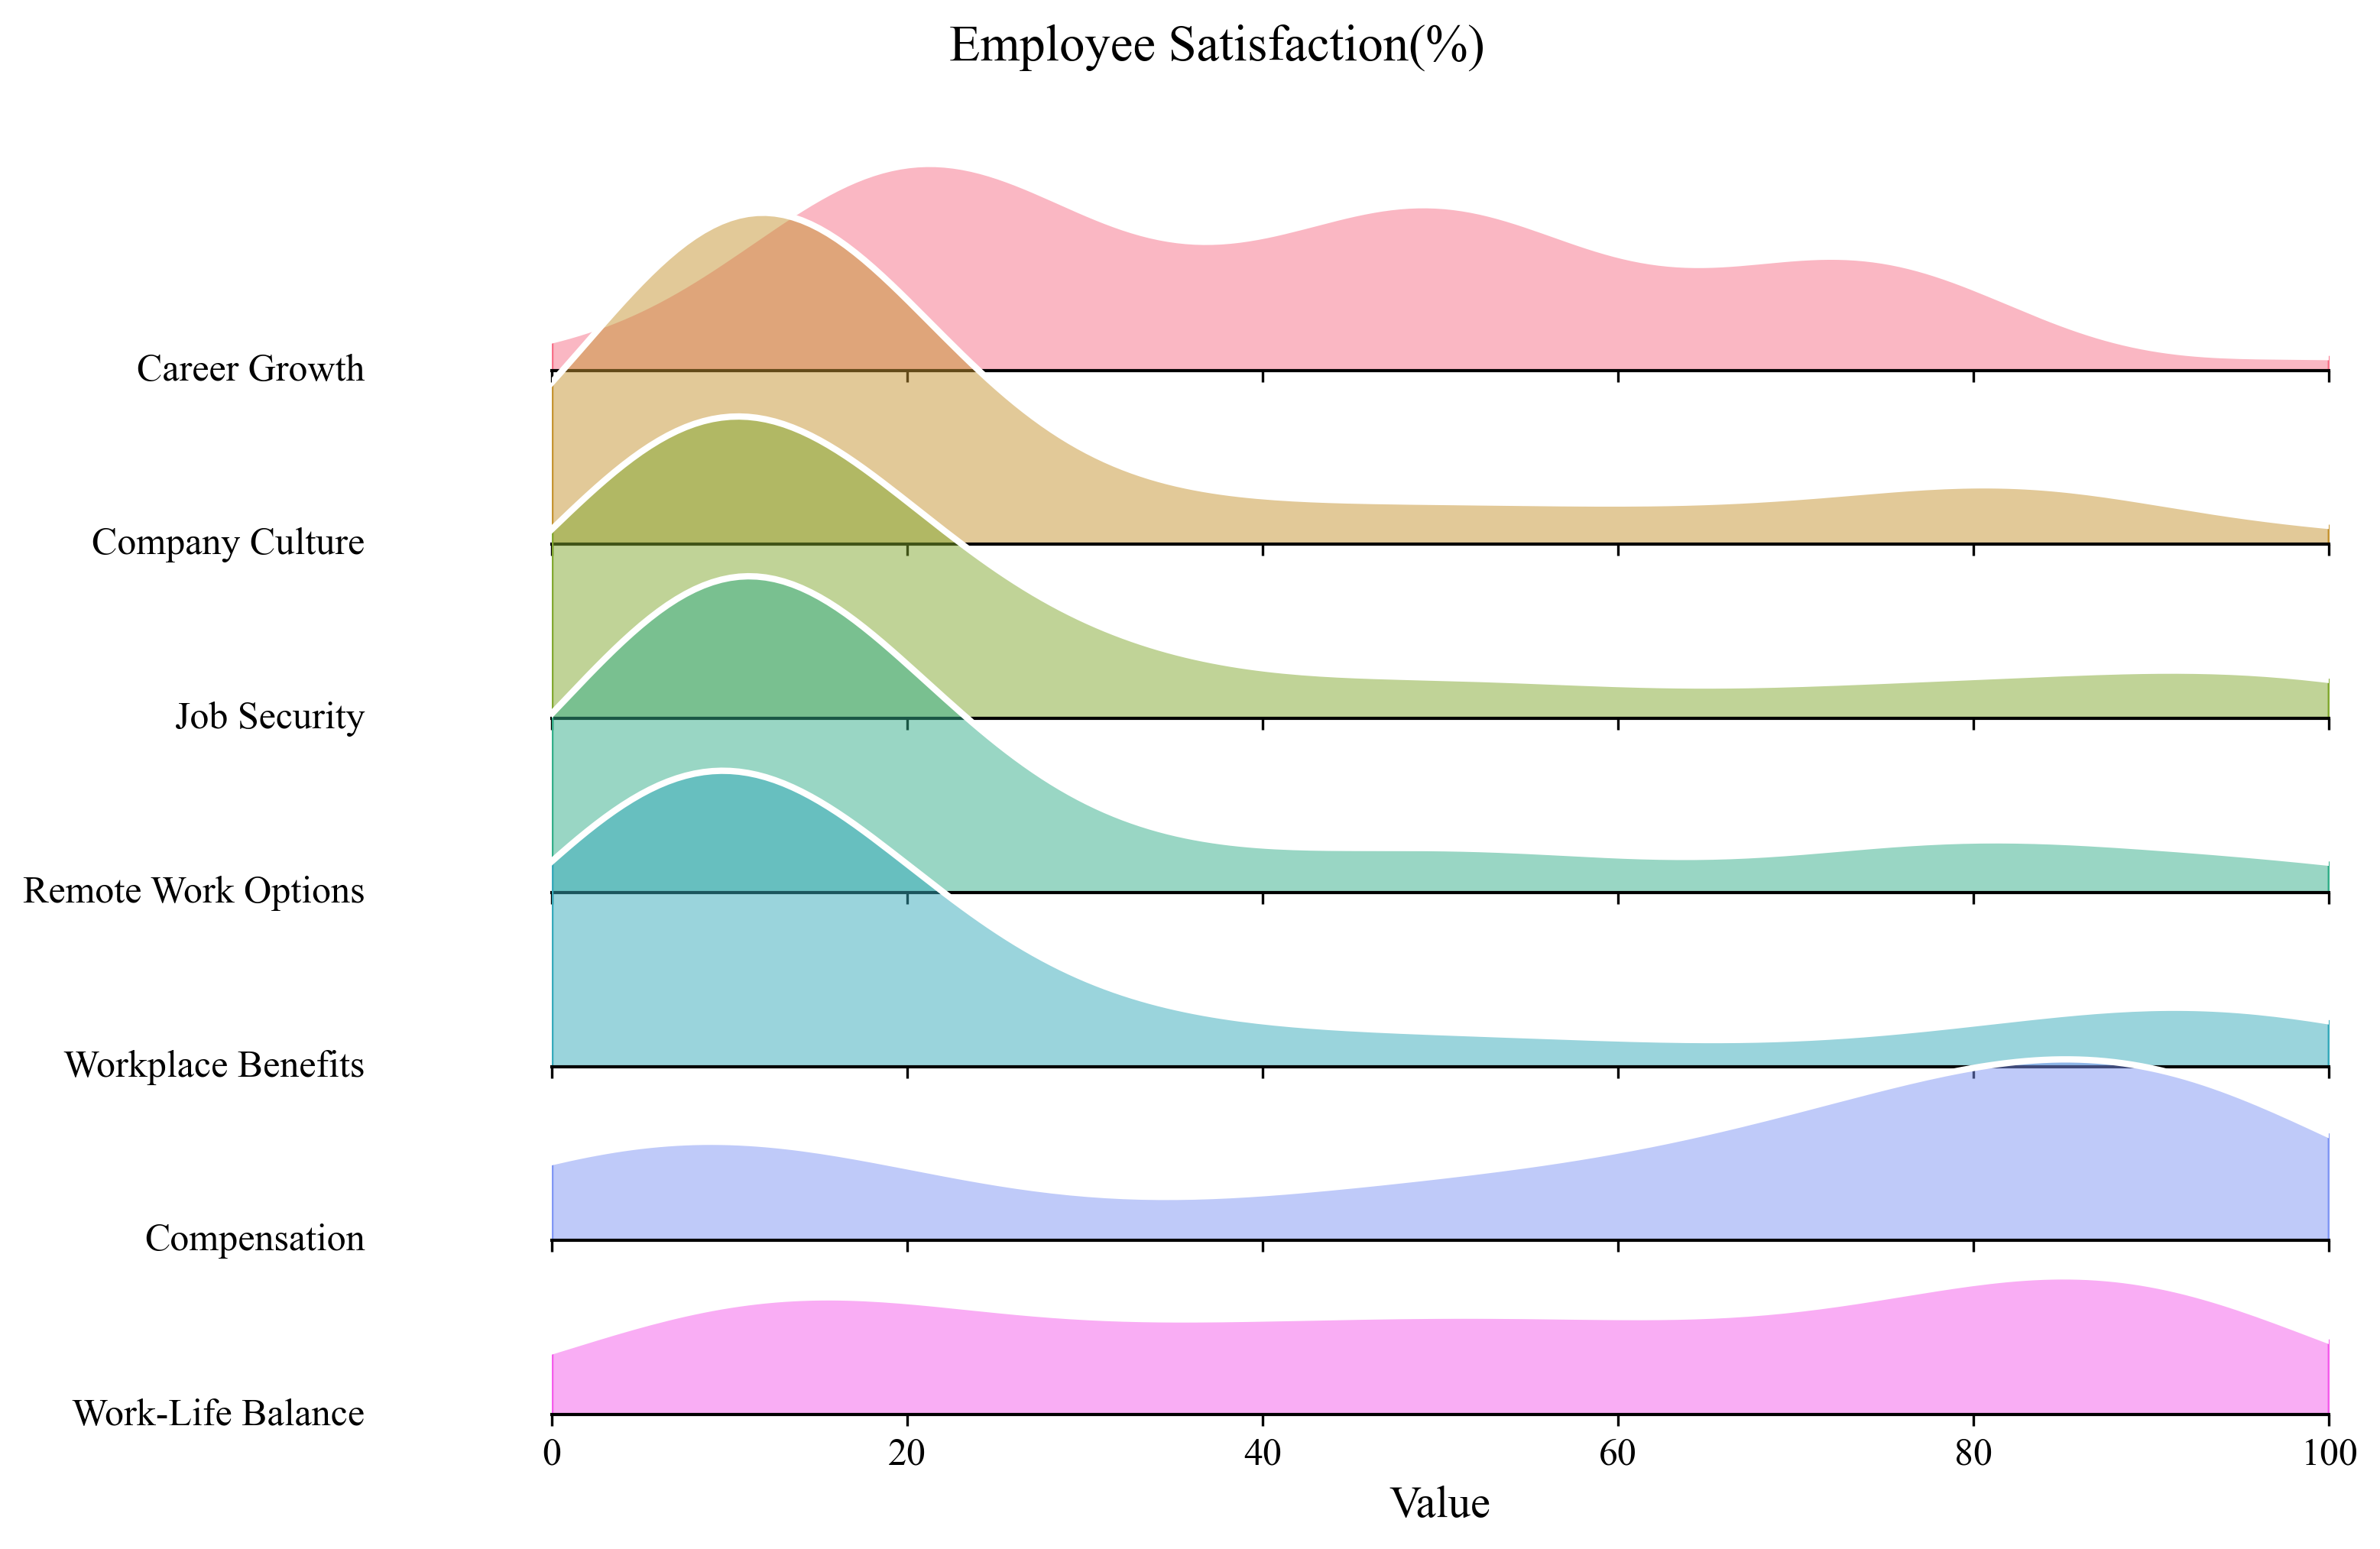 Employee Satisfaction(%)
Career Growth
Company Culture
Job Security
Remote Work Options
Workplace Benefits
Compensation
Work-Life Balance
0 20 40 60 80 100
Value